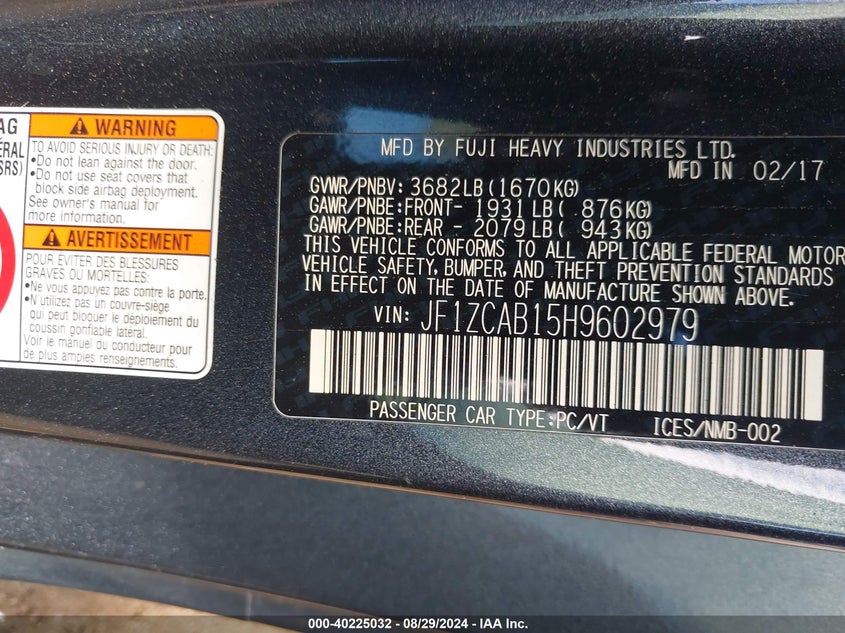 AG
ÉRAL
SRS)
⚠ WARNING
TO AVOID SERIOUS INJURY OR DEATH:
•Do not lean against the door.
•Do not use seat covers that
block side airbag deployment.
See owner's manual for
more information.
⚠ AVERTISSEMENT
POUR ÉVITER DES BLESSURES
GRAVES OU MORTELLES:
•Ne vous appuyez pas contre la porte.
•N'utilisez pas un couvre-siège
qui peut bloquer le déploiement du
coussin gonflable latéral.
Voir le manuel du conducteur pour
de plus amples renseignements.
MFD BY FUJI HEAVY INDUSTRIES LTD.
MFD IN 02/17
GVWR/PNBV: 3682LB(1670KG)
GAWR/PNBE:FRONT- 1931LB( 876KG)
GAWR/PNBE:REAR - 2079LB( 943KG)
THIS VEHICLE CONFORMS TO ALL APPLICABLE FEDERAL MOTOR
VEHICLE SAFETY, BUMPER, AND THEFT PREVENTION STANDARDS
IN EFFECT ON THE DATE OF MANUFACTURE SHOWN ABOVE.
VIN: JF1ZCAB15H9602979
PASSENGER CAR TYPE:PC/VT ICES/NMB-002
000-40225032 - 08/29/2024 - IAA Inc.